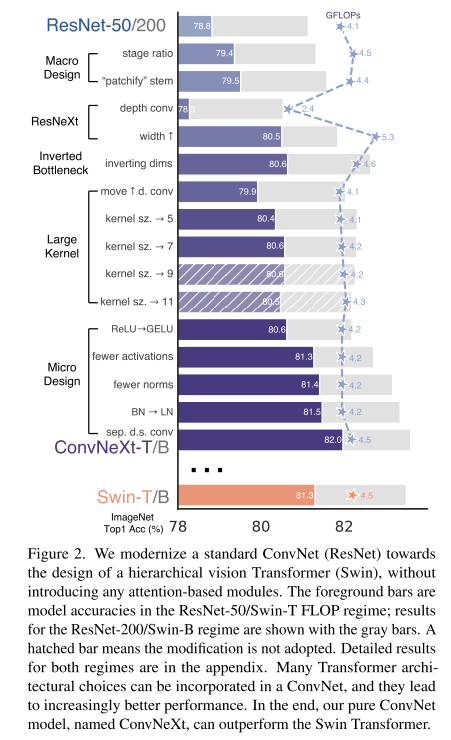 GFLOPs
ResNet-50/200 78.8 4.1
Macro Design
stage ratio 79.4 4.5
"patchify" stem 79.5 4.4
ResNeXt
depth conv 78.3 2.4
width ↑ 80.5 5.3
Inverted Bottleneck
inverting dims 80.6 4.6
Large Kernel
move ↑ d. conv 79.9 4.1
kernel sz. → 5 80.4 4.1
kernel sz. → 7 80.6 4.2
kernel sz. → 9 80.6 4.2
kernel sz. → 11 80.5 4.3
Micro Design
ReLU→GELU 80.6 4.2
fewer activations 81.3 4.2
fewer norms 81.4 4.2
BN → LN 81.5 4.2
sep. d.s. conv 82.0 4.5
ConvNeXt-T/B
...
Swin-T/B 81.3 4.5
ImageNet
Top1 Acc (%) 78 80 82
Figure 2. We modernize a standard ConvNet (ResNet) towards
the design of a hierarchical vision Transformer (Swin), without
introducing any attention-based modules. The foreground bars are
model accuracies in the ResNet-50/Swin-T FLOP regime; results
for the ResNet-200/Swin-B regime are shown with the gray bars. A
hatched bar means the modification is not adopted. Detailed results
for both regimes are in the appendix. Many Transformer archi-
tectural choices can be incorporated in a ConvNet, and they lead
to increasingly better performance. In the end, our pure ConvNet
model, named ConvNeXt, can outperform the Swin Transformer.